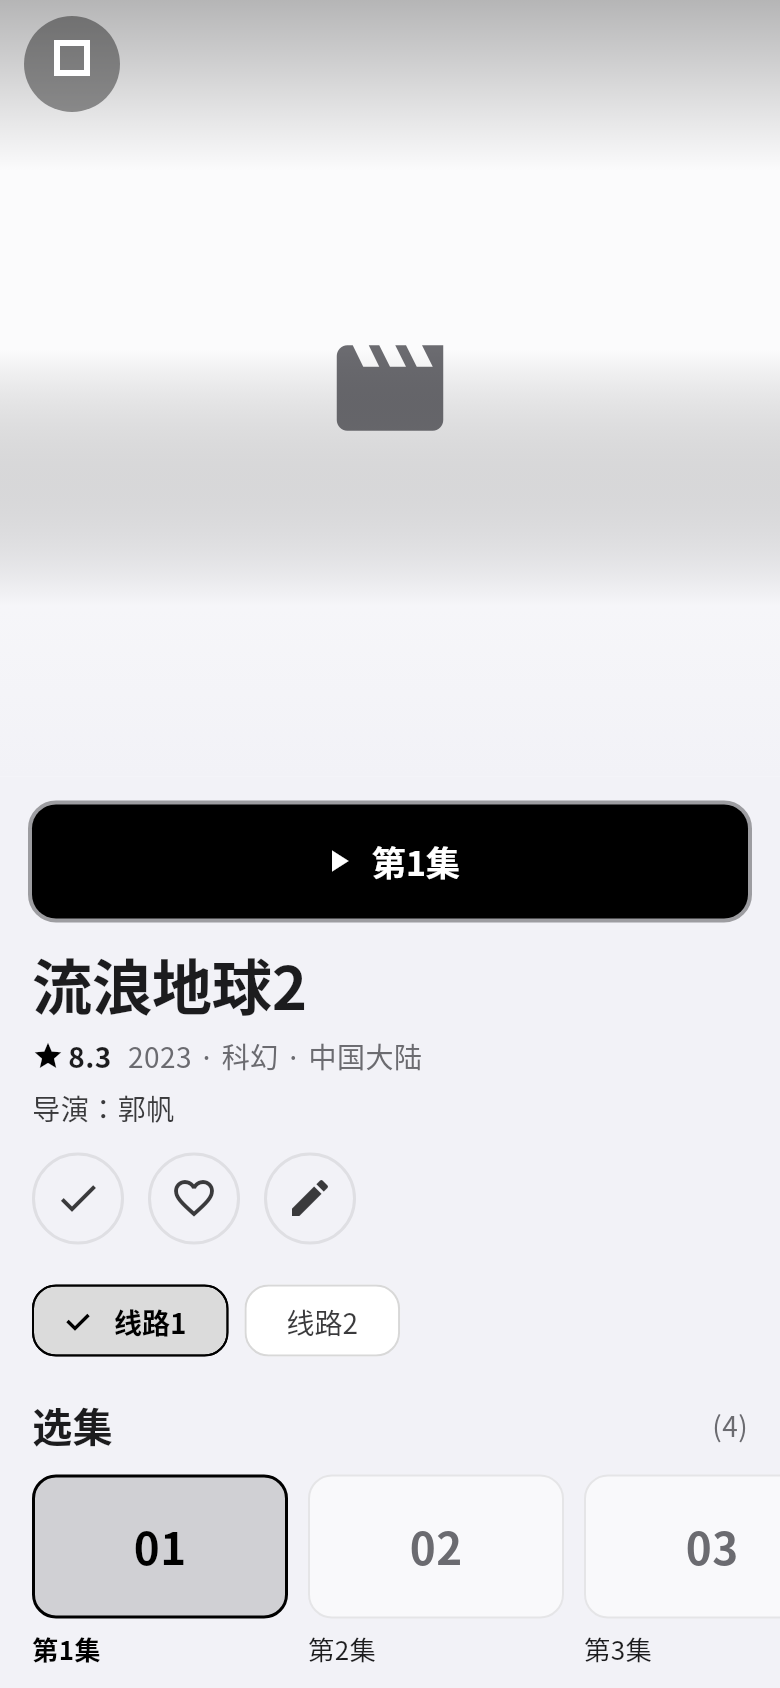 第1集
流浪地球2
8.3 2023 · 科幻 · 中国大陆
导演：郭帆
线路1 线路2
选集 (4)
01 02 03
第1集 第2集 第3集